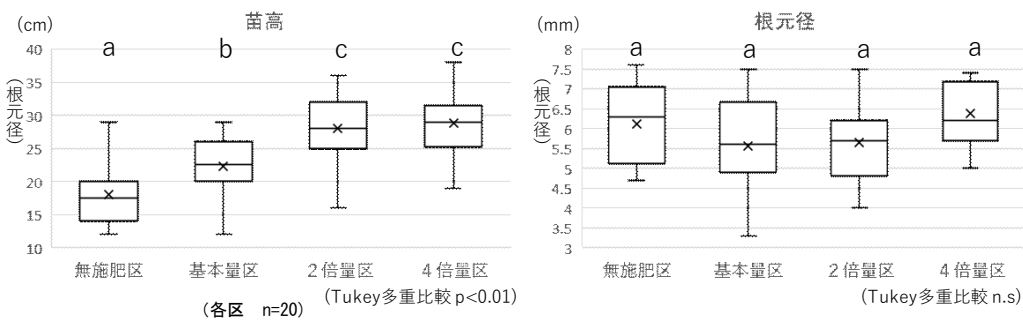 (cm)
苗高
40
35
30
25
20
15
10
(根元径)
a
b
c
c
無施肥区
基本量区
２倍量区
４倍量区
(各区 n=20)
(Tukey多重比較 p<0.01)
(mm)
根元径
8
7.5
7
6.5
6
5.5
5
4.5
4
3.5
3
(根元径)
a
a
a
a
無施肥区
基本量区
２倍量区
４倍量区
(Tukey多重比較 n.s)